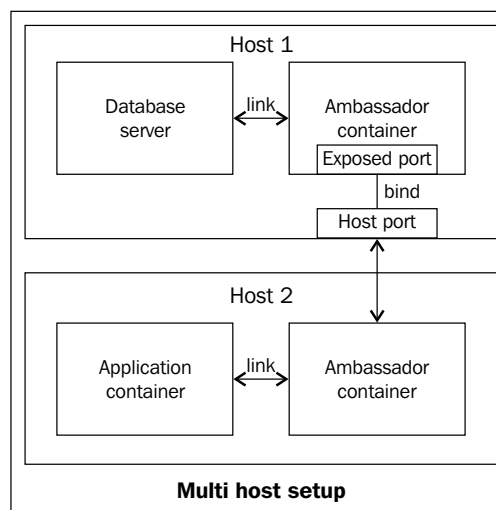 Host 1
Database
server
link
Ambassador
container
Exposed port
bind
Host port
Host 2
Application
container
link
Ambassador
container
Multi host setup